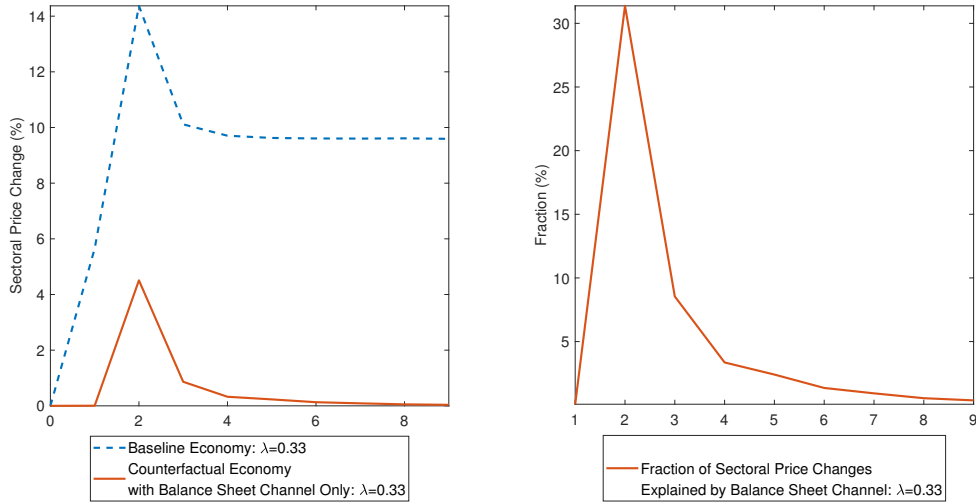 14
12
10
8
6
4
2
0
Sectoral Price Change (%)
0 2 4 6 8
Baseline Economy: λ=0.33
Counterfactual Economy
with Balance Sheet Channel Only: λ=0.33
30
25
20
15
10
5
Fraction (%)
1 2 3 4 5 6 7 8 9
Fraction of Sectoral Price Changes
Explained by Balance Sheet Channel: λ=0.33